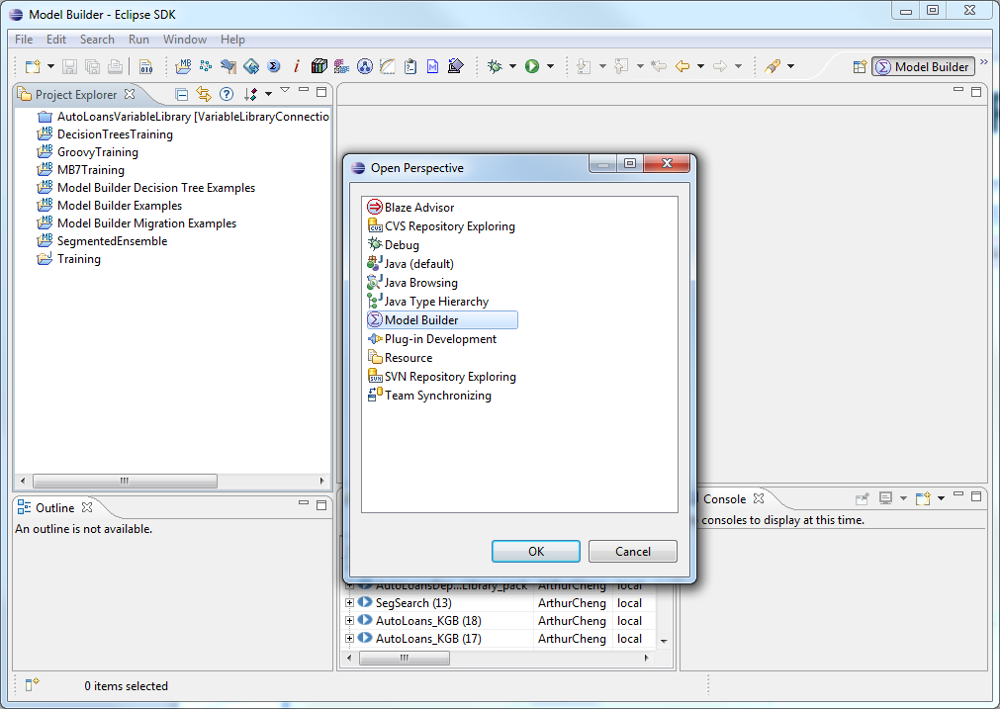 Model Builder - Eclipse SDK
File Edit Search Run Window Help
Model Builder
Project Explorer
AutoLoansVariableLibrary [VariableLibraryConnectio
DecisionTreesTraining
GroovyTraining
MB7Training
Model Builder Decision Tree Examples
Model Builder Examples
Model Builder Migration Examples
SegmentedEnsemble
Training
Open Perspective
Blaze Advisor
CVS Repository Exploring
Debug
Java (default)
Java Browsing
Java Type Hierarchy
Model Builder
Plug-in Development
Resource
SVN Repository Exploring
Team Synchronizing
OK Cancel
Outline
An outline is not available.
Console
consoles to display at this time.
AutoLoansDep...Library_pack ArthurCheng local
SegSearch (13) ArthurCheng local
AutoLoans_KGB (18) ArthurCheng local
AutoLoans_KGB (17) ArthurCheng local
0 items selected